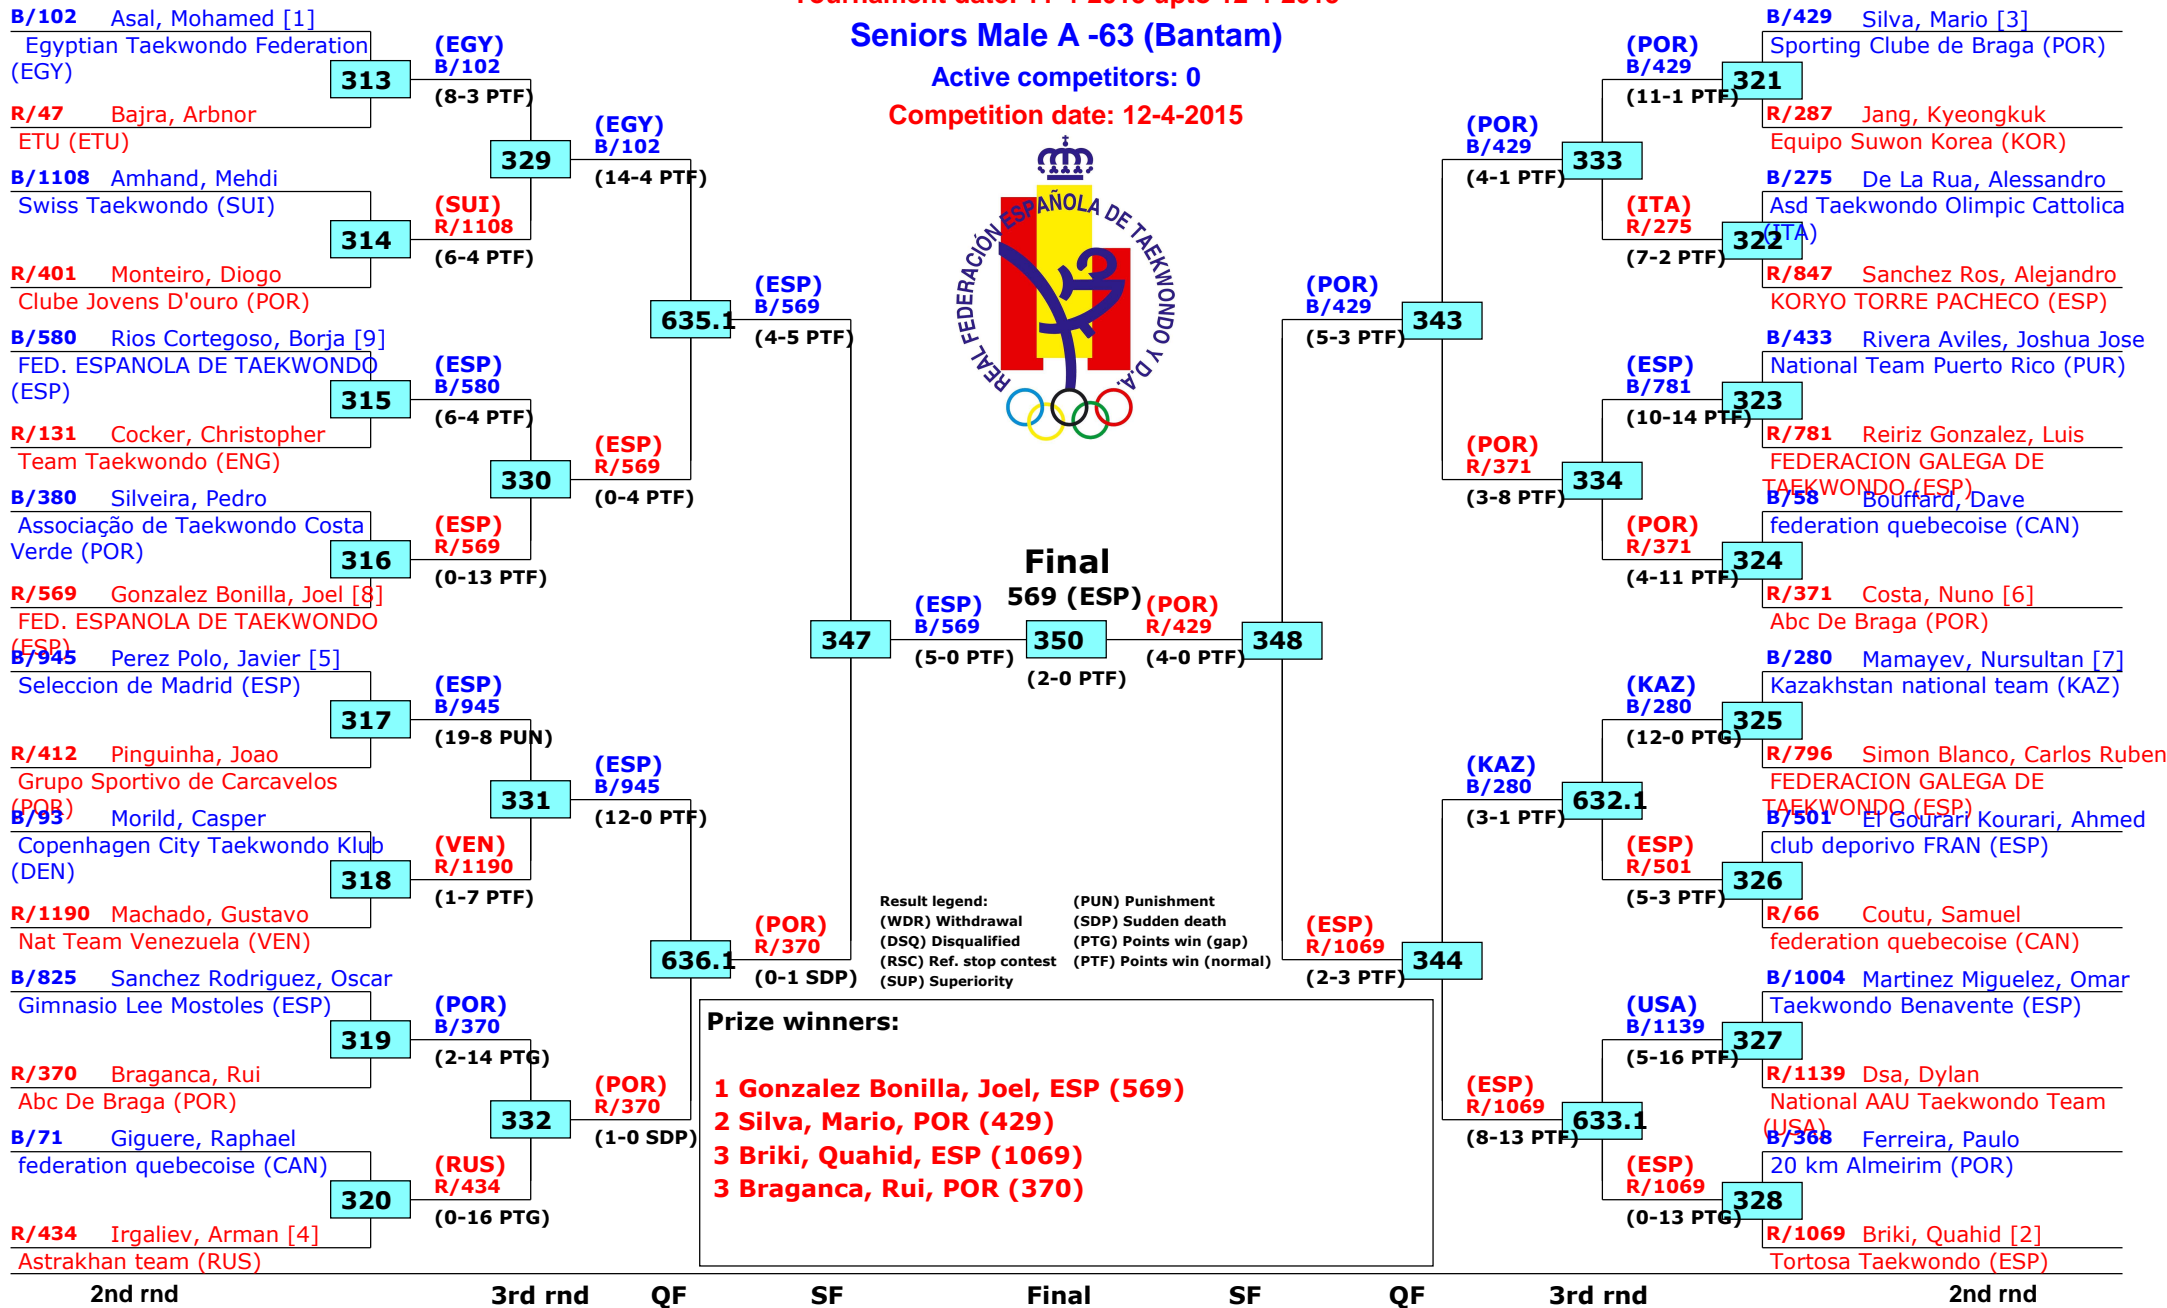 Tournament date: 11-4-2015 upto 12-4-2015
Seniors Male A -63 (Bantam)
Active competitors: 0
Competition date: 12-4-2015
REAL FEDERACIÓN ESPAÑOLA DE TAEKWONDO Y D.A.
B/102 Asal, Mohamed [1]
Egyptian Taekwondo Federation
(EGY)
313
R/47 Bajra, Arbnor
ETU (ETU)
B/1108 Amhand, Mehdi
Swiss Taekwondo (SUI)
314
R/401 Monteiro, Diogo
Clube Jovens D'ouro (POR)
B/580 Rios Cortegoso, Borja [9]
FED. ESPANOLA DE TAEKWONDO
(ESP)
315
R/131 Cocker, Christopher
Team Taekwondo (ENG)
B/380 Silveira, Pedro
Associação de Taekwondo Costa
Verde (POR)
316
R/569 Gonzalez Bonilla, Joel [8]
FED. ESPANOLA DE TAEKWONDO
(ESP)
B/945 Perez Polo, Javier [5]
Seleccion de Madrid (ESP)
317
R/412 Pinguinha, Joao
Grupo Sportivo de Carcavelos
(POR)
B/93 Morild, Casper
Copenhagen City Taekwondo Klub
(DEN)
318
R/1190 Machado, Gustavo
Nat Team Venezuela (VEN)
B/825 Sanchez Rodriguez, Oscar
Gimnasio Lee Mostoles (ESP)
319
R/370 Braganca, Rui
Abc De Braga (POR)
B/71 Giguere, Raphael
federation quebecoise (CAN)
320
R/434 Irgaliev, Arman [4]
Astrakhan team (RUS)
(EGY)
B/102
(8-3 PTF)
329
(SUI)
R/1108
(6-4 PTF)
(ESP)
B/580
(6-4 PTF)
330
(ESP)
R/569
(0-13 PTF)
(ESP)
B/945
(19-8 PUN)
331
(VEN)
R/1190
(1-7 PTF)
(POR)
B/370
(2-14 PTG)
332
(RUS)
R/434
(0-16 PTG)
(EGY)
B/102
(14-4 PTF)
635.1
(ESP)
R/569
(0-4 PTF)
(ESP)
B/945
(12-0 PTF)
636.1
(POR)
R/370
(1-0 SDP)
(ESP)
B/569
(4-5 PTF)
347
(POR)
R/370
(0-1 SDP)
(ESP)
B/569
(5-0 PTF)
Final
569 (ESP)
350
(2-0 PTF)
(POR)
R/429
(4-0 PTF)
348
(POR)
B/429
(5-3 PTF)
343
(ESP)
R/1069
(2-3 PTF)
344
(POR)
B/429
(4-1 PTF)
333
(POR)
R/371
(3-8 PTF)
334
(KAZ)
B/280
(3-1 PTF)
632.1
(ESP)
R/1069
(8-13 PTF)
633.1
(POR)
B/429
(11-1 PTF)
321
(ITA)
R/275
(7-2 PTF)
322
(ESP)
B/781
(10-14 PTF)
323
(POR)
R/371
(4-11 PTF)
324
(KAZ)
B/280
(12-0 PTG)
325
(ESP)
R/501
(5-3 PTF)
326
(USA)
B/1139
(5-16 PTF)
327
(ESP)
R/1069
(0-13 PTG)
328
B/429 Silva, Mario [3]
Sporting Clube de Braga (POR)
R/287 Jang, Kyeongkuk
Equipo Suwon Korea (KOR)
B/275 De La Rua, Alessandro
Asd Taekwondo Olimpic Cattolica
(ITA)
R/847 Sanchez Ros, Alejandro
KORYO TORRE PACHECO (ESP)
B/433 Rivera Aviles, Joshua Jose
National Team Puerto Rico (PUR)
R/781 Reiriz Gonzalez, Luis
FEDERACION GALEGA DE
TAEKWONDO (ESP)
B/58 Bouffard, Dave
federation quebecoise (CAN)
R/371 Costa, Nuno [6]
Abc De Braga (POR)
B/280 Mamayev, Nursultan [7]
Kazakhstan national team (KAZ)
R/796 Simon Blanco, Carlos Ruben
FEDERACION GALEGA DE
TAEKWONDO (ESP)
B/501 El Gourari Kourari, Ahmed
club deporivo FRAN (ESP)
R/66 Coutu, Samuel
federation quebecoise (CAN)
B/1004 Martinez Miguelez, Omar
Taekwondo Benavente (ESP)
R/1139 Dsa, Dylan
National AAU Taekwondo Team
(USA)
B/368 Ferreira, Paulo
20 km Almeirim (POR)
R/1069 Briki, Quahid [2]
Tortosa Taekwondo (ESP)
Result legend: (PUN) Punishment
(WDR) Withdrawal (SDP) Sudden death
(DSQ) Disqualified (PTG) Points win (gap)
(RSC) Ref. stop contest (PTF) Points win (normal)
(SUP) Superiority
Prize winners:
1 Gonzalez Bonilla, Joel, ESP (569)
2 Silva, Mario, POR (429)
3 Briki, Quahid, ESP (1069)
3 Braganca, Rui, POR (370)
2nd rnd 3rd rnd QF SF Final SF QF 3rd rnd 2nd rnd